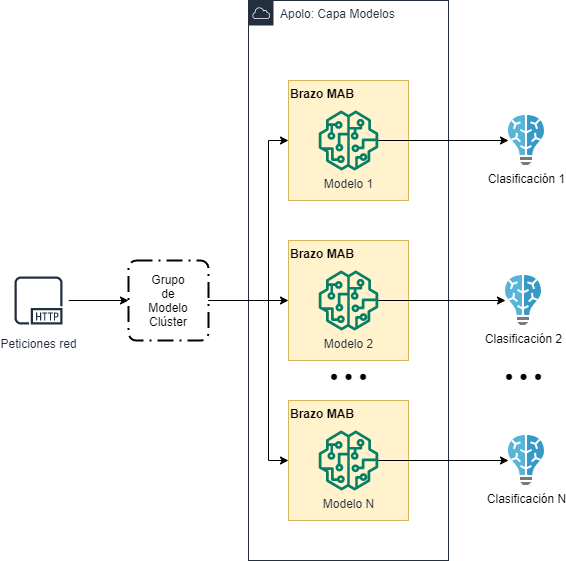 Apolo: Capa Modelos
Brazo MAB
Modelo 1
Clasificación 1
HTTP
Peticiones red
Grupo
de
Modelo
Clúster
Brazo MAB
Modelo 2
Clasificación 2
• • •
• • •
Brazo MAB
Modelo N
Clasificación N